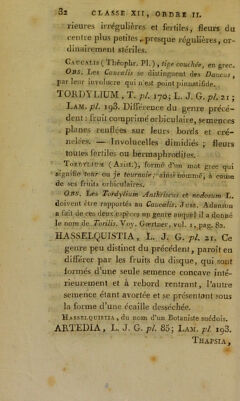 32 CLASSE XII, ORDRE II.
rieures irrégulières et fertiles, fleurs du
centre plus petites, presque régulières, or-
dinairement stériles.
CAUCALIS (Théophr. Pl.), tige couchée, en grec.
OBS. Les Caucalis se distinguent des Daucus,
par leur involucre qui n'est point pinnatifide.
TORDYLIUM, T. pl. 170; L. J. G. pl. 21;
LAM. pl. 193. Différence du genre précé-
dent: fruit comprimé orbiculaire, semences
planes renflées sur leurs bords et cré-
nelées. — Involucelles dimidiés; fleurs
toutes fertiles ou hermaphrodites.
TORDYLIUM, formé d'un mot grec qui
signifie tour ou je tournoie; ainsi nommé, à cause
de ses fruits orbiculaires.
OBS. Les Tordylium Anthriscus et nodosum L.
doivent être rapportés au Caucalis. Juss. Adanson
a fait de ces deux espèces un genre auquel il a donné
le nom de Torilis. Voy. Gærtner, vol. 1, pag. 82.
HASSELQUISTIA, L. J. G. pl. 21. Ce
genre peu distinct du précédent, paroît en
différer par les fruits du disque, qui sont
formés d'une seule semence concave inté-
rieurement et à rebord rentrant, l'autre
semence étant avortée et se présentant sous
la forme d'une écaille desséchée.
HASSELQUISTIA, du nom d'un Botaniste suédois.
ARTEDIA, L. J. G. pl. 85; LAM. pl. 193.
THAPSIA,